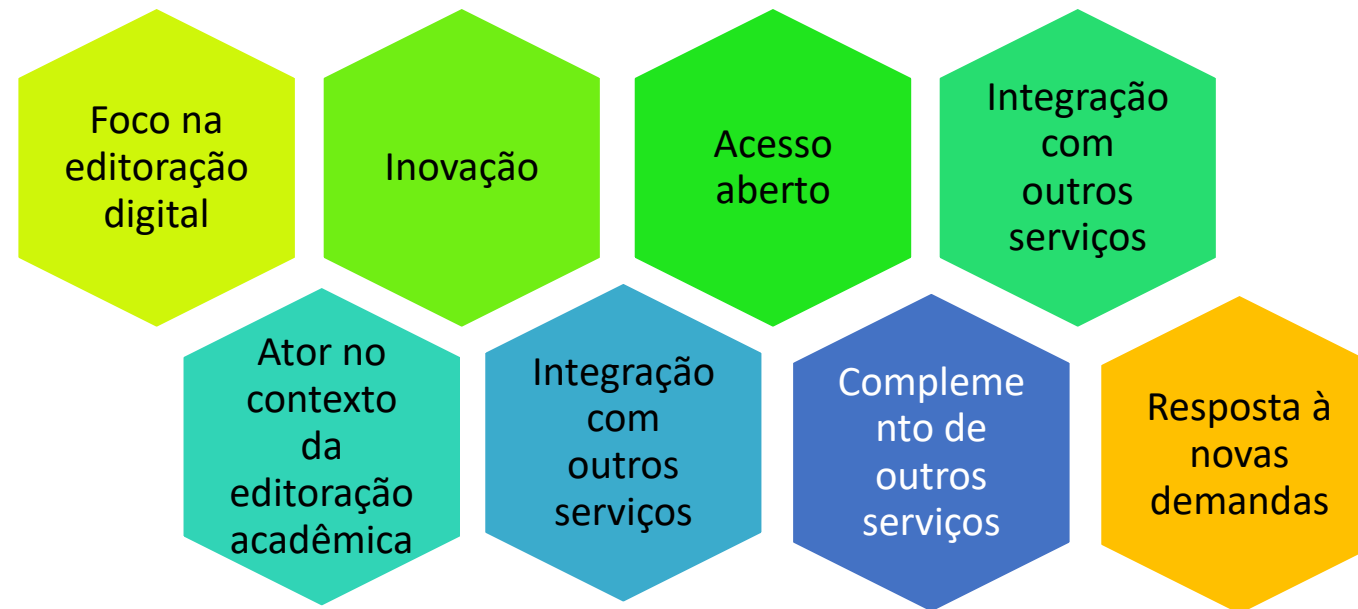 Foco na
editoração
digital
Inovação
Acesso
aberto
Integração
com
outros
serviços
Ator no
contexto
da
editoração
acadêmica
Integração
com
outros
serviços
Compleme
nto de
outros
serviços
Resposta à
novas
demandas